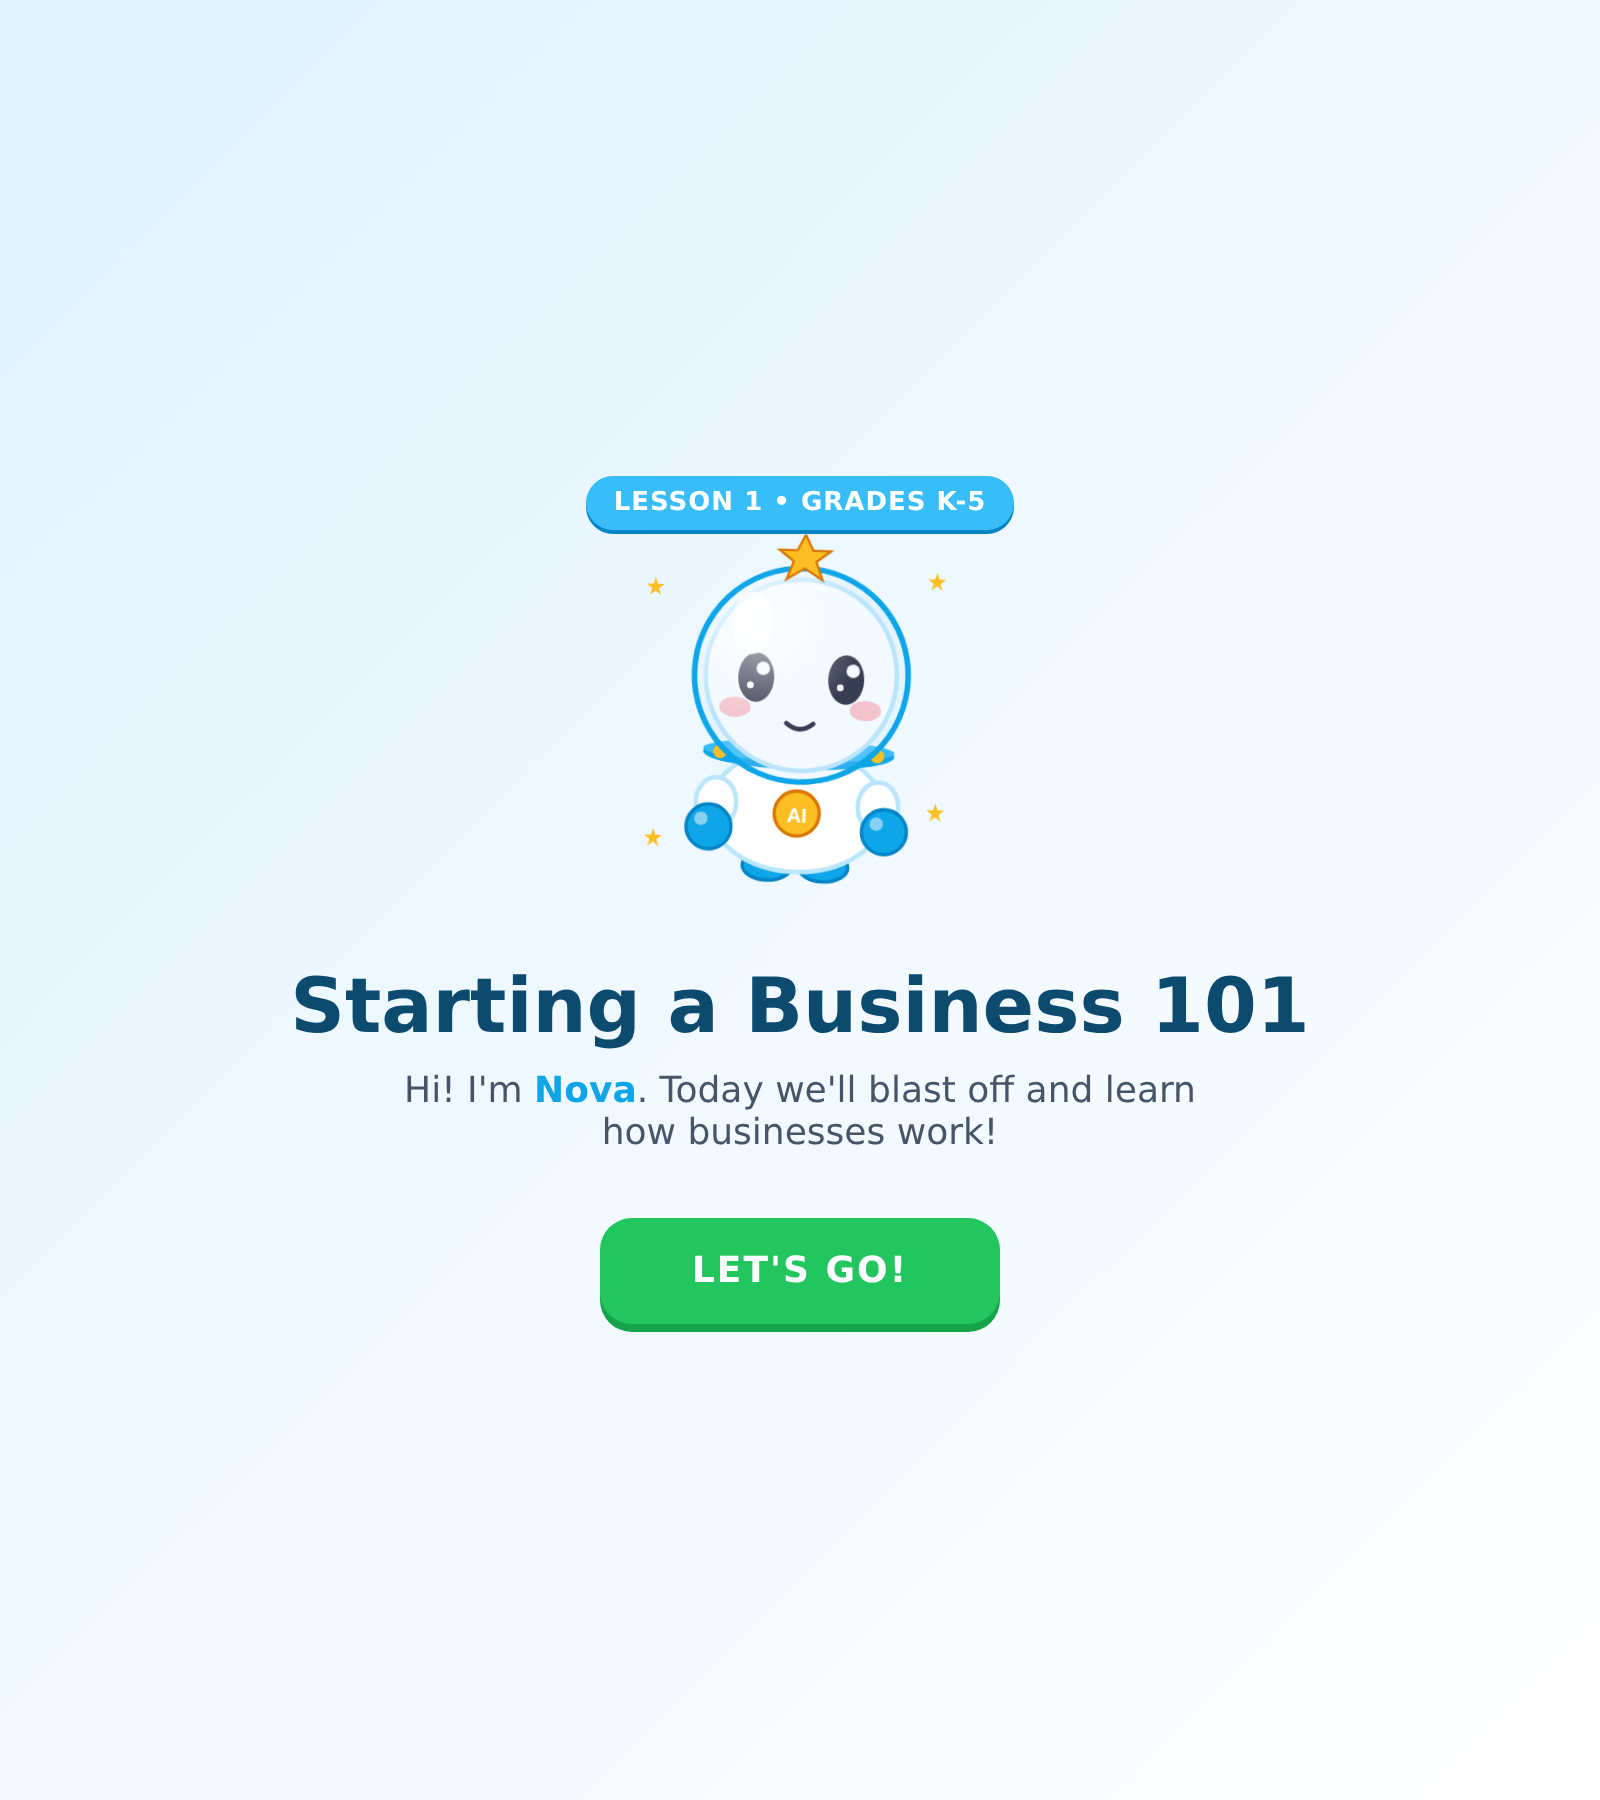 LESSON 1 • GRADES K-5
AI
Starting a Business 101
Hi! I'm Nova. Today we'll blast off and learn
how businesses work!
LET'S GO!